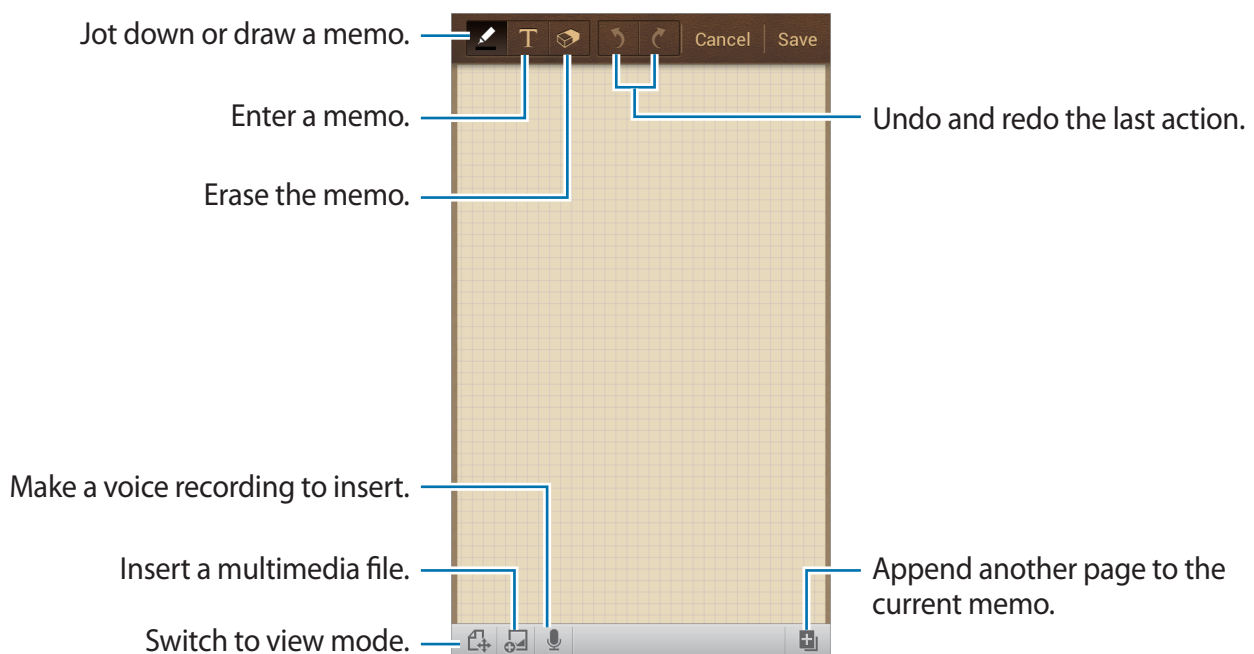 Jot down or draw a memo.
T
Cancel
Save
Enter a memo.
Undo and redo the last action.
Erase the memo.
Make a voice recording to insert.
Insert a multimedia file.
Append another page to the
current memo.
Switch to view mode.